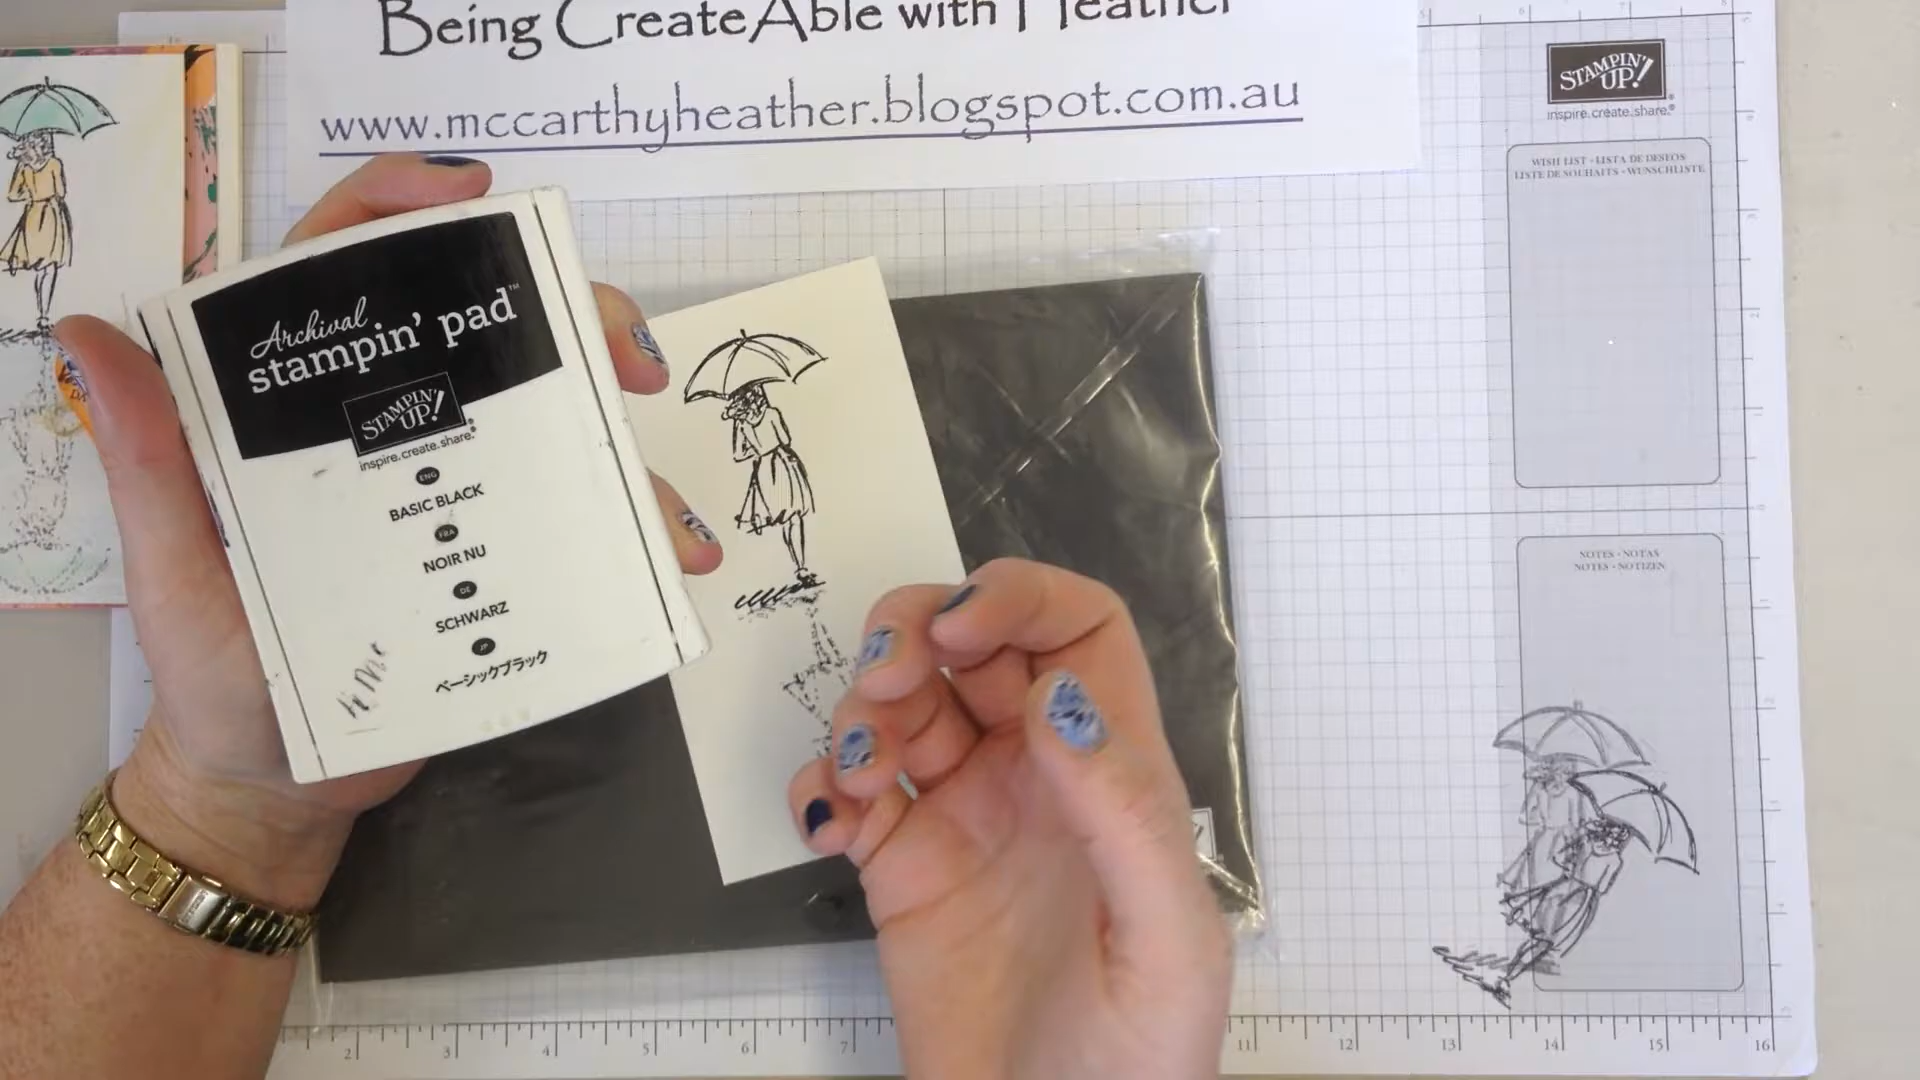 Being CreateAble with Heather
www.mccarthyheather.blogspot.com.au
STAMPIN' UP!®
inspire.create.share.®
WISH LIST • LISTA DE DESEOS
LISTE DE SOUHAITS • WUNSCHLISTE
Archival
stampin' pad™
STAMPIN' UP!®
inspire.create.share.®
ENG
BASIC BLACK
FRA
NOIR NU
DE
SCHWARZ
JP
ベーシックブラック
NOTES • NOTAS
NOTES • NOTIZEN
2 3 4 5 6 7 11 12 13 14 15 16